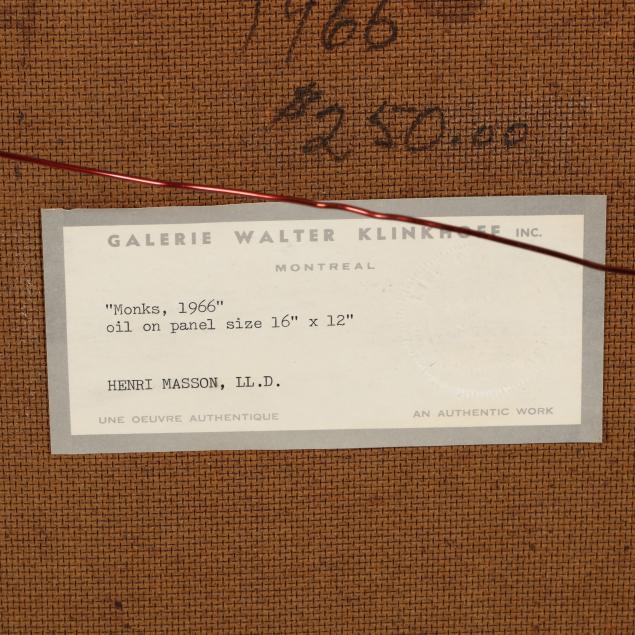 1966
$250.00
GALERIE WALTER KLINKHOFF INC.
MONTREAL
"Monks, 1966"
oil on panel size 16" x 12"
HENRI MASSON, LL.D.
UNE OEUVRE AUTHENTIQUE
AN AUTHENTIC WORK